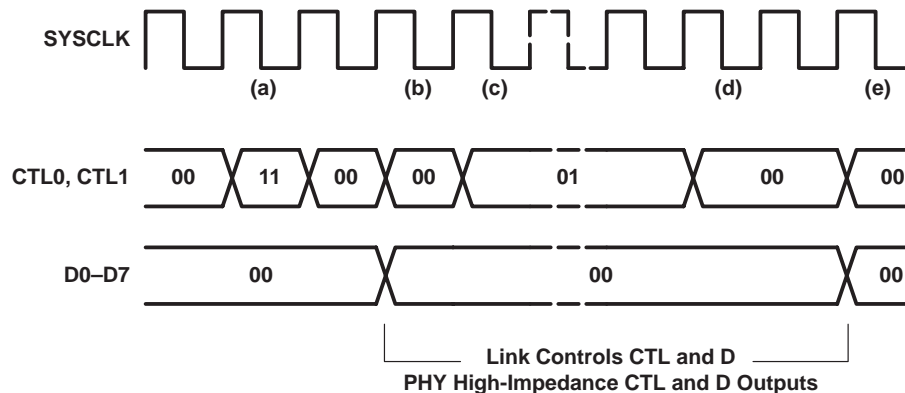 SYSCLK
(a) (b) (c) (d) (e)
CTL0, CTL1 00 11 00 00 01 00 00
D0–D7 00 00 00
Link Controls CTL and D
PHY High-Impedance CTL and D Outputs